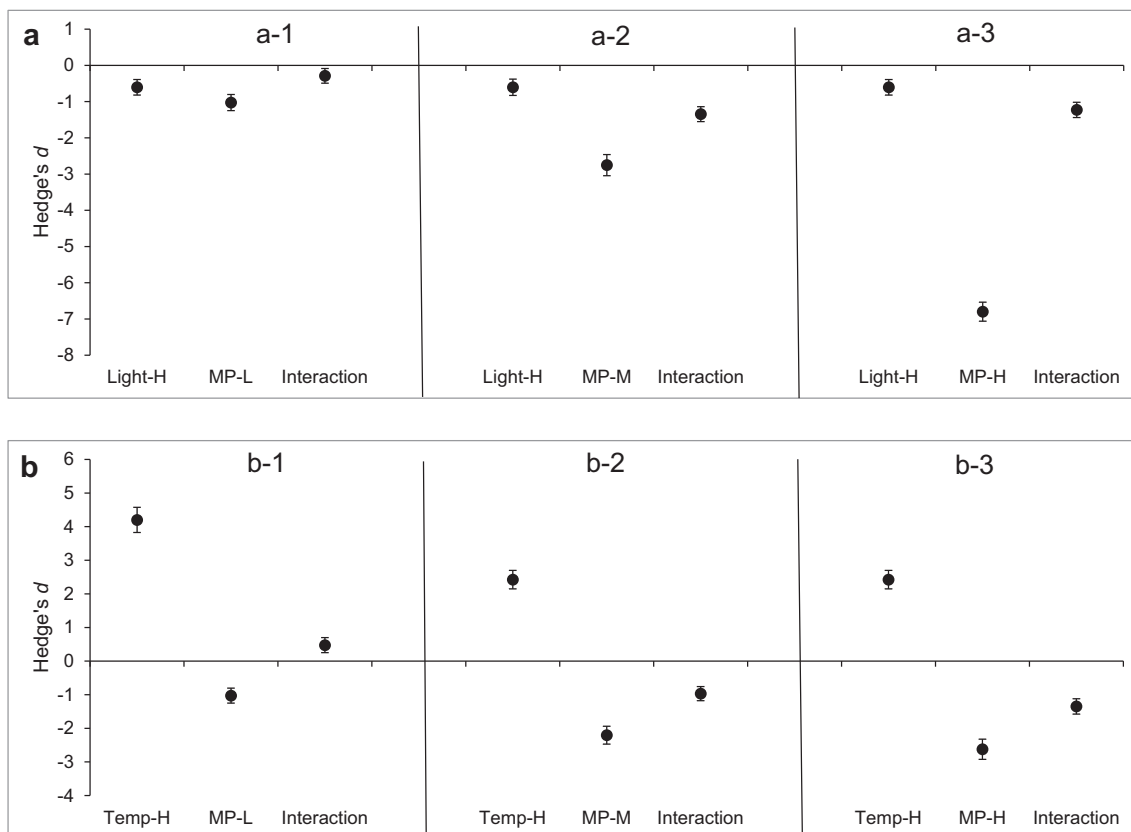 a
a-1 a-2 a-3
1
0
-1
-2
-3
-4
-5
-6
-7
-8
Hedge's d
Light-H MP-L Interaction Light-H MP-M Interaction Light-H MP-H Interaction
b
b-1 b-2 b-3
6
5
4
3
2
1
0
-1
-2
-3
-4
Hedge's d
Temp-H MP-L Interaction Temp-H MP-M Interaction Temp-H MP-H Interaction